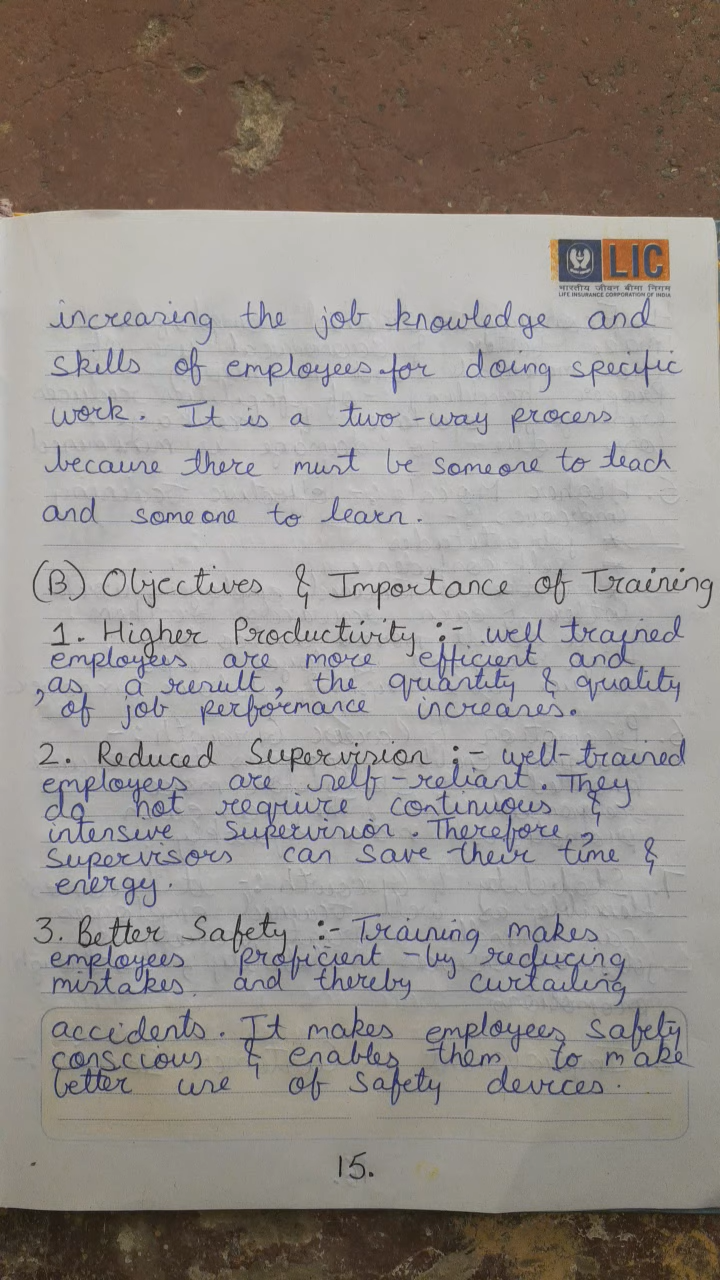 LIC
भारतीय जीवन बीमा निगम
LIFE INSURANCE CORPORATION OF INDIA
increasing the job knowledge and
skills of employees for doing specific
work. It is a two-way process
because there must be someone to teach
and someone to learn.
(B) Objectives & Importance of Training
1. Higher Productivity :- well trained
employees are more efficient and
, as a result, the quantity & quality
of job performance increases.
2. Reduced Supervision :- well-trained
employees are self-reliant. They
do not require continuous &
intensive supervision. Therefore,
supervisors can save their time &
energy.
3. Better Safety :- Training makes
employees proficient - by reducing
mistakes and thereby curtailing
accidents. It makes employees safety
conscious & enables them to make
better use of safety devices.
15.